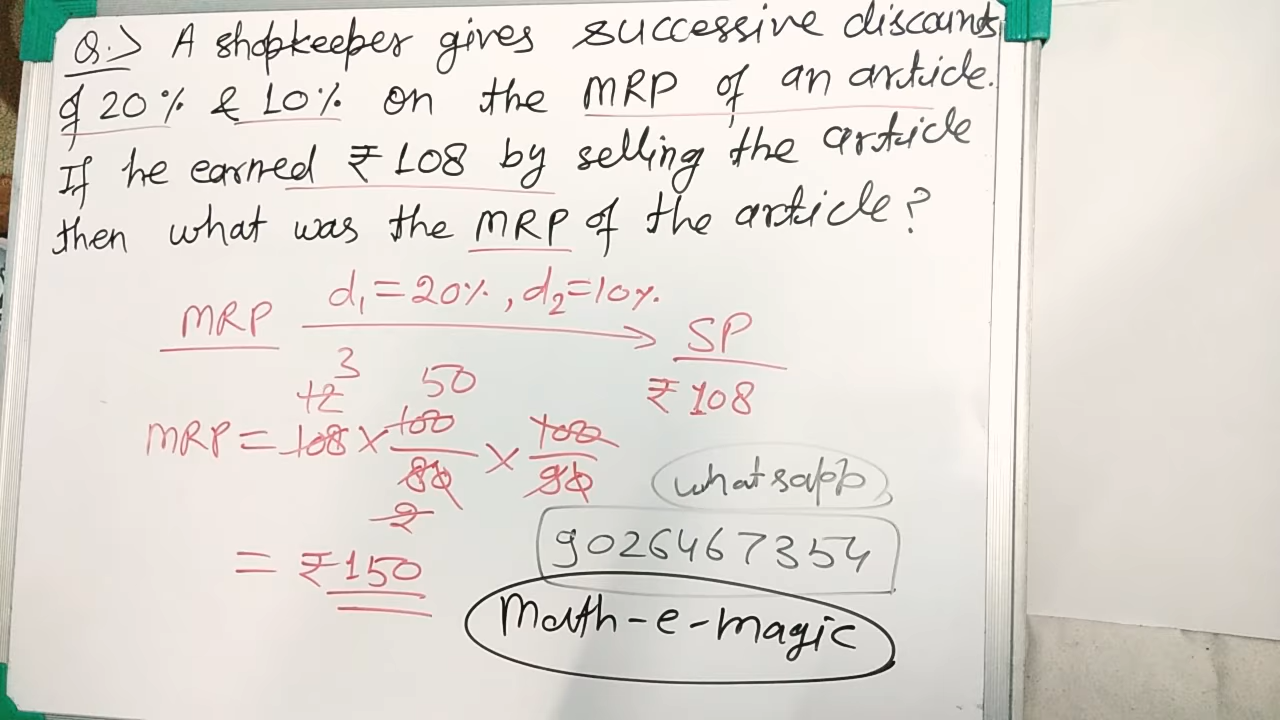 Q.> A shopkeeper gives successive discounts
of 20% & 10% on the MRP of an article.
If he earned ₹108 by selling the article
then what was the MRP of the article?
d₁=20%, d₂=10%.
MRP
SP
₹108
3
12 50
MRP = 108 × 100/80 × 100/90
2
= ₹150
whatsapp
9026467354
Math-e-magic